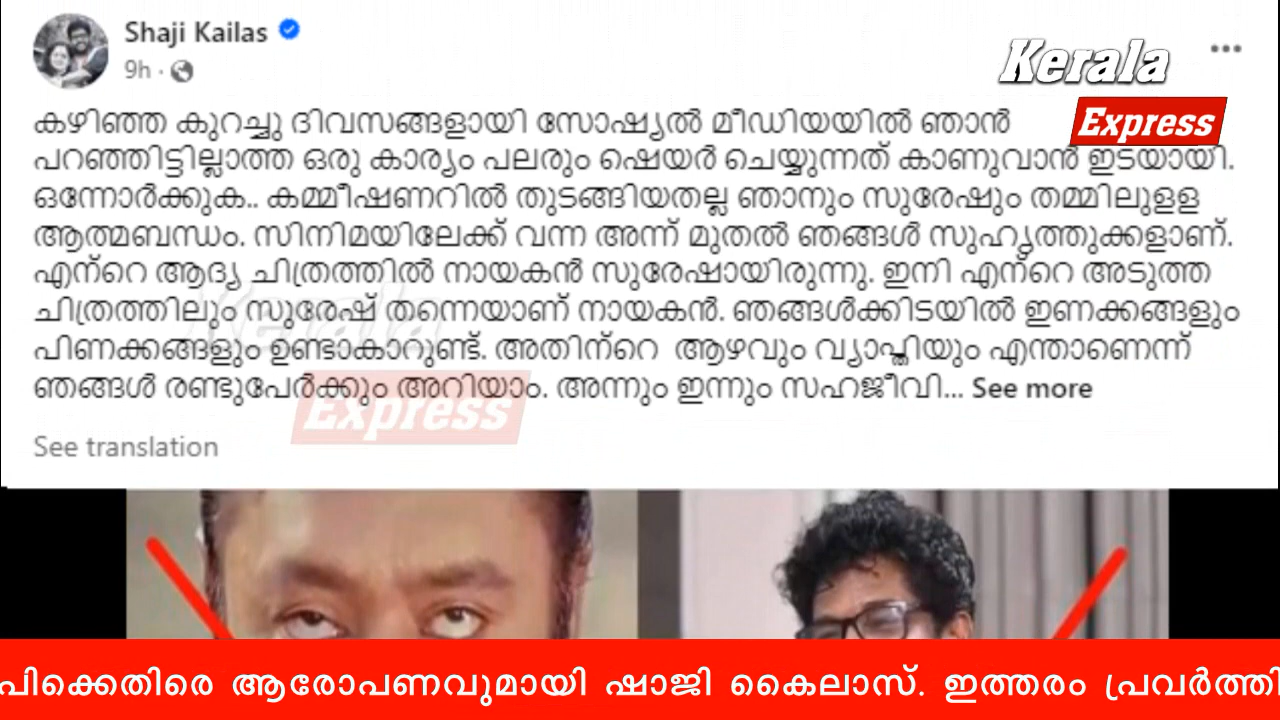 Shaji Kailas
9h
Kerala
Express
കഴിഞ്ഞ കുറച്ചു ദിവസങ്ങളായി സോഷ്യൽ മീഡിയയിൽ ഞാൻ
പറഞ്ഞിട്ടില്ലാത്ത ഒരു കാര്യം പലരും ഷെയർ ചെയ്യുന്നത് കാണുവാൻ ഇടയായി.
ഒന്നോർക്കുക.. കമ്മീഷണറിൽ തുടങ്ങിയതല്ല ഞാനും സുരേഷും തമ്മിലുളള
ആത്മബന്ധം. സിനിമയിലേക്ക് വന്ന അന്ന് മുതൽ ഞങ്ങൾ സുഹൃത്തുക്കളാണ്.
എന്റെ ആദ്യ ചിത്രത്തിൽ നായകൻ സുരേഷായിരുന്നു. ഇനി എന്റെ അടുത്ത
ചിത്രത്തിലും സുരേഷ് തന്നെയാണ് നായകൻ. ഞങ്ങൾക്കിടയിൽ ഇണക്കങ്ങളും
പിണക്കങ്ങളും ഉണ്ടാകാറുണ്ട്. അതിന്റെ ആഴവും വ്യാപ്തിയും എന്താണെന്ന്
ഞങ്ങൾ രണ്ടുപേർക്കും അറിയാം. അന്നും ഇന്നും സഹജീവി... See more
Kerala
Express
See translation
പിക്കെതിരെ ആരോപണവുമായി ഷാജി കൈലാസ്. ഇത്തരം പ്രവർത്തി